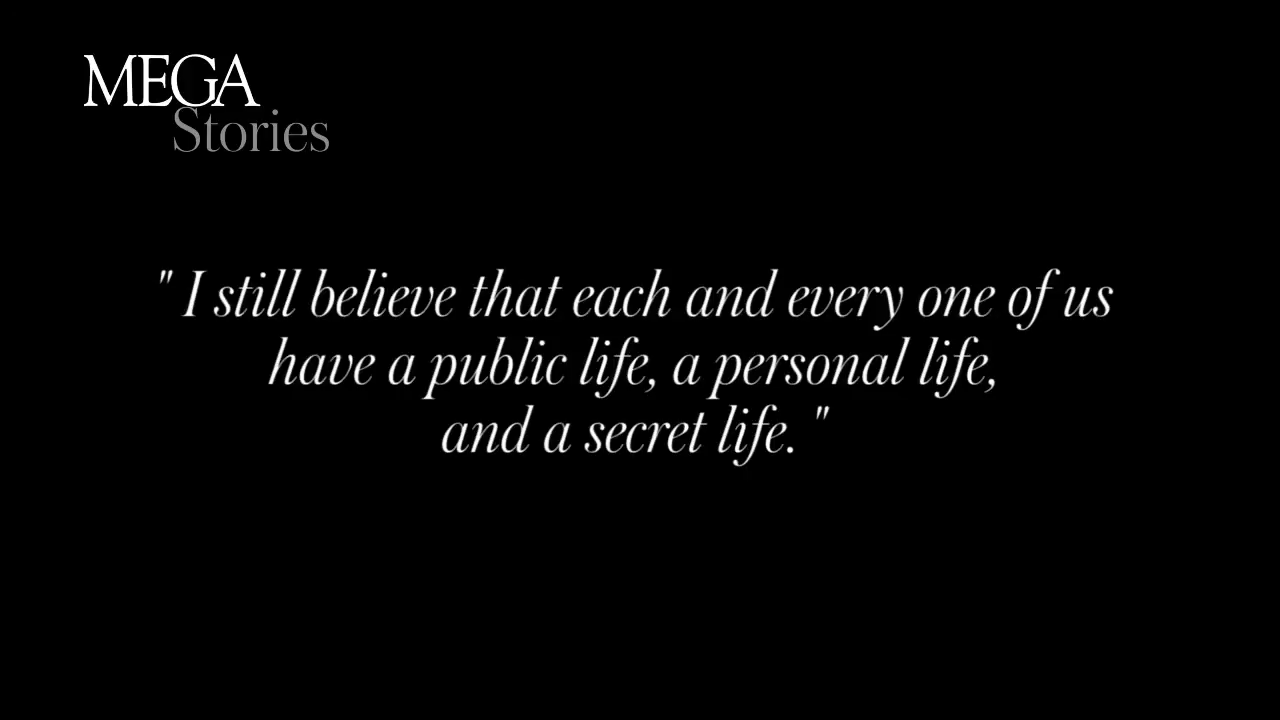 MEGA
Stories
" I still believe that each and every one of us
have a public life, a personal life,
and a secret life. "